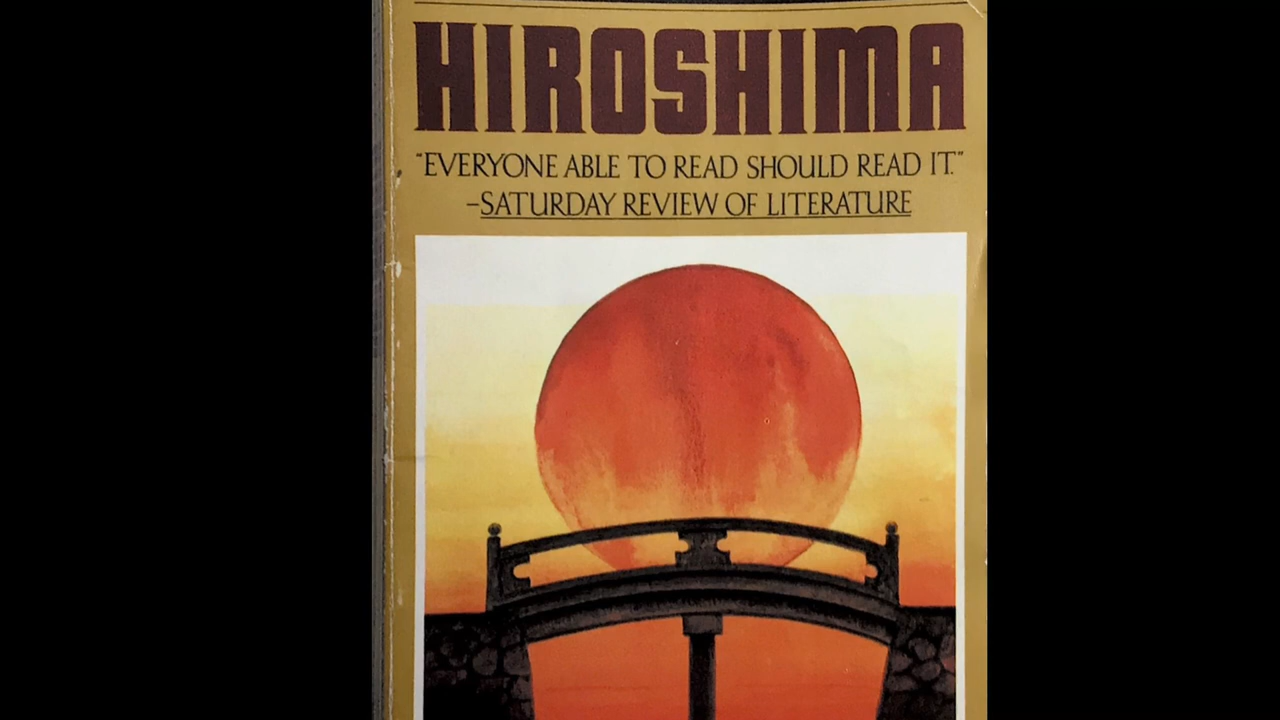 HIROSHIMA
"EVERYONE ABLE TO READ SHOULD READ IT."
–SATURDAY REVIEW OF LITERATURE